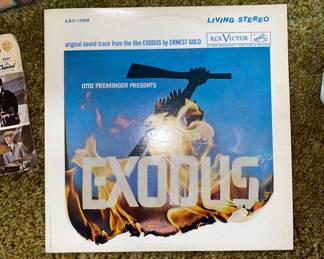 LSO-1058
LIVING STEREO
original sound track from the film EXODUS by ERNEST GOLD
RCA VICTOR
OTTO PREMINGER PRESENTS
EXODUS
Capitol